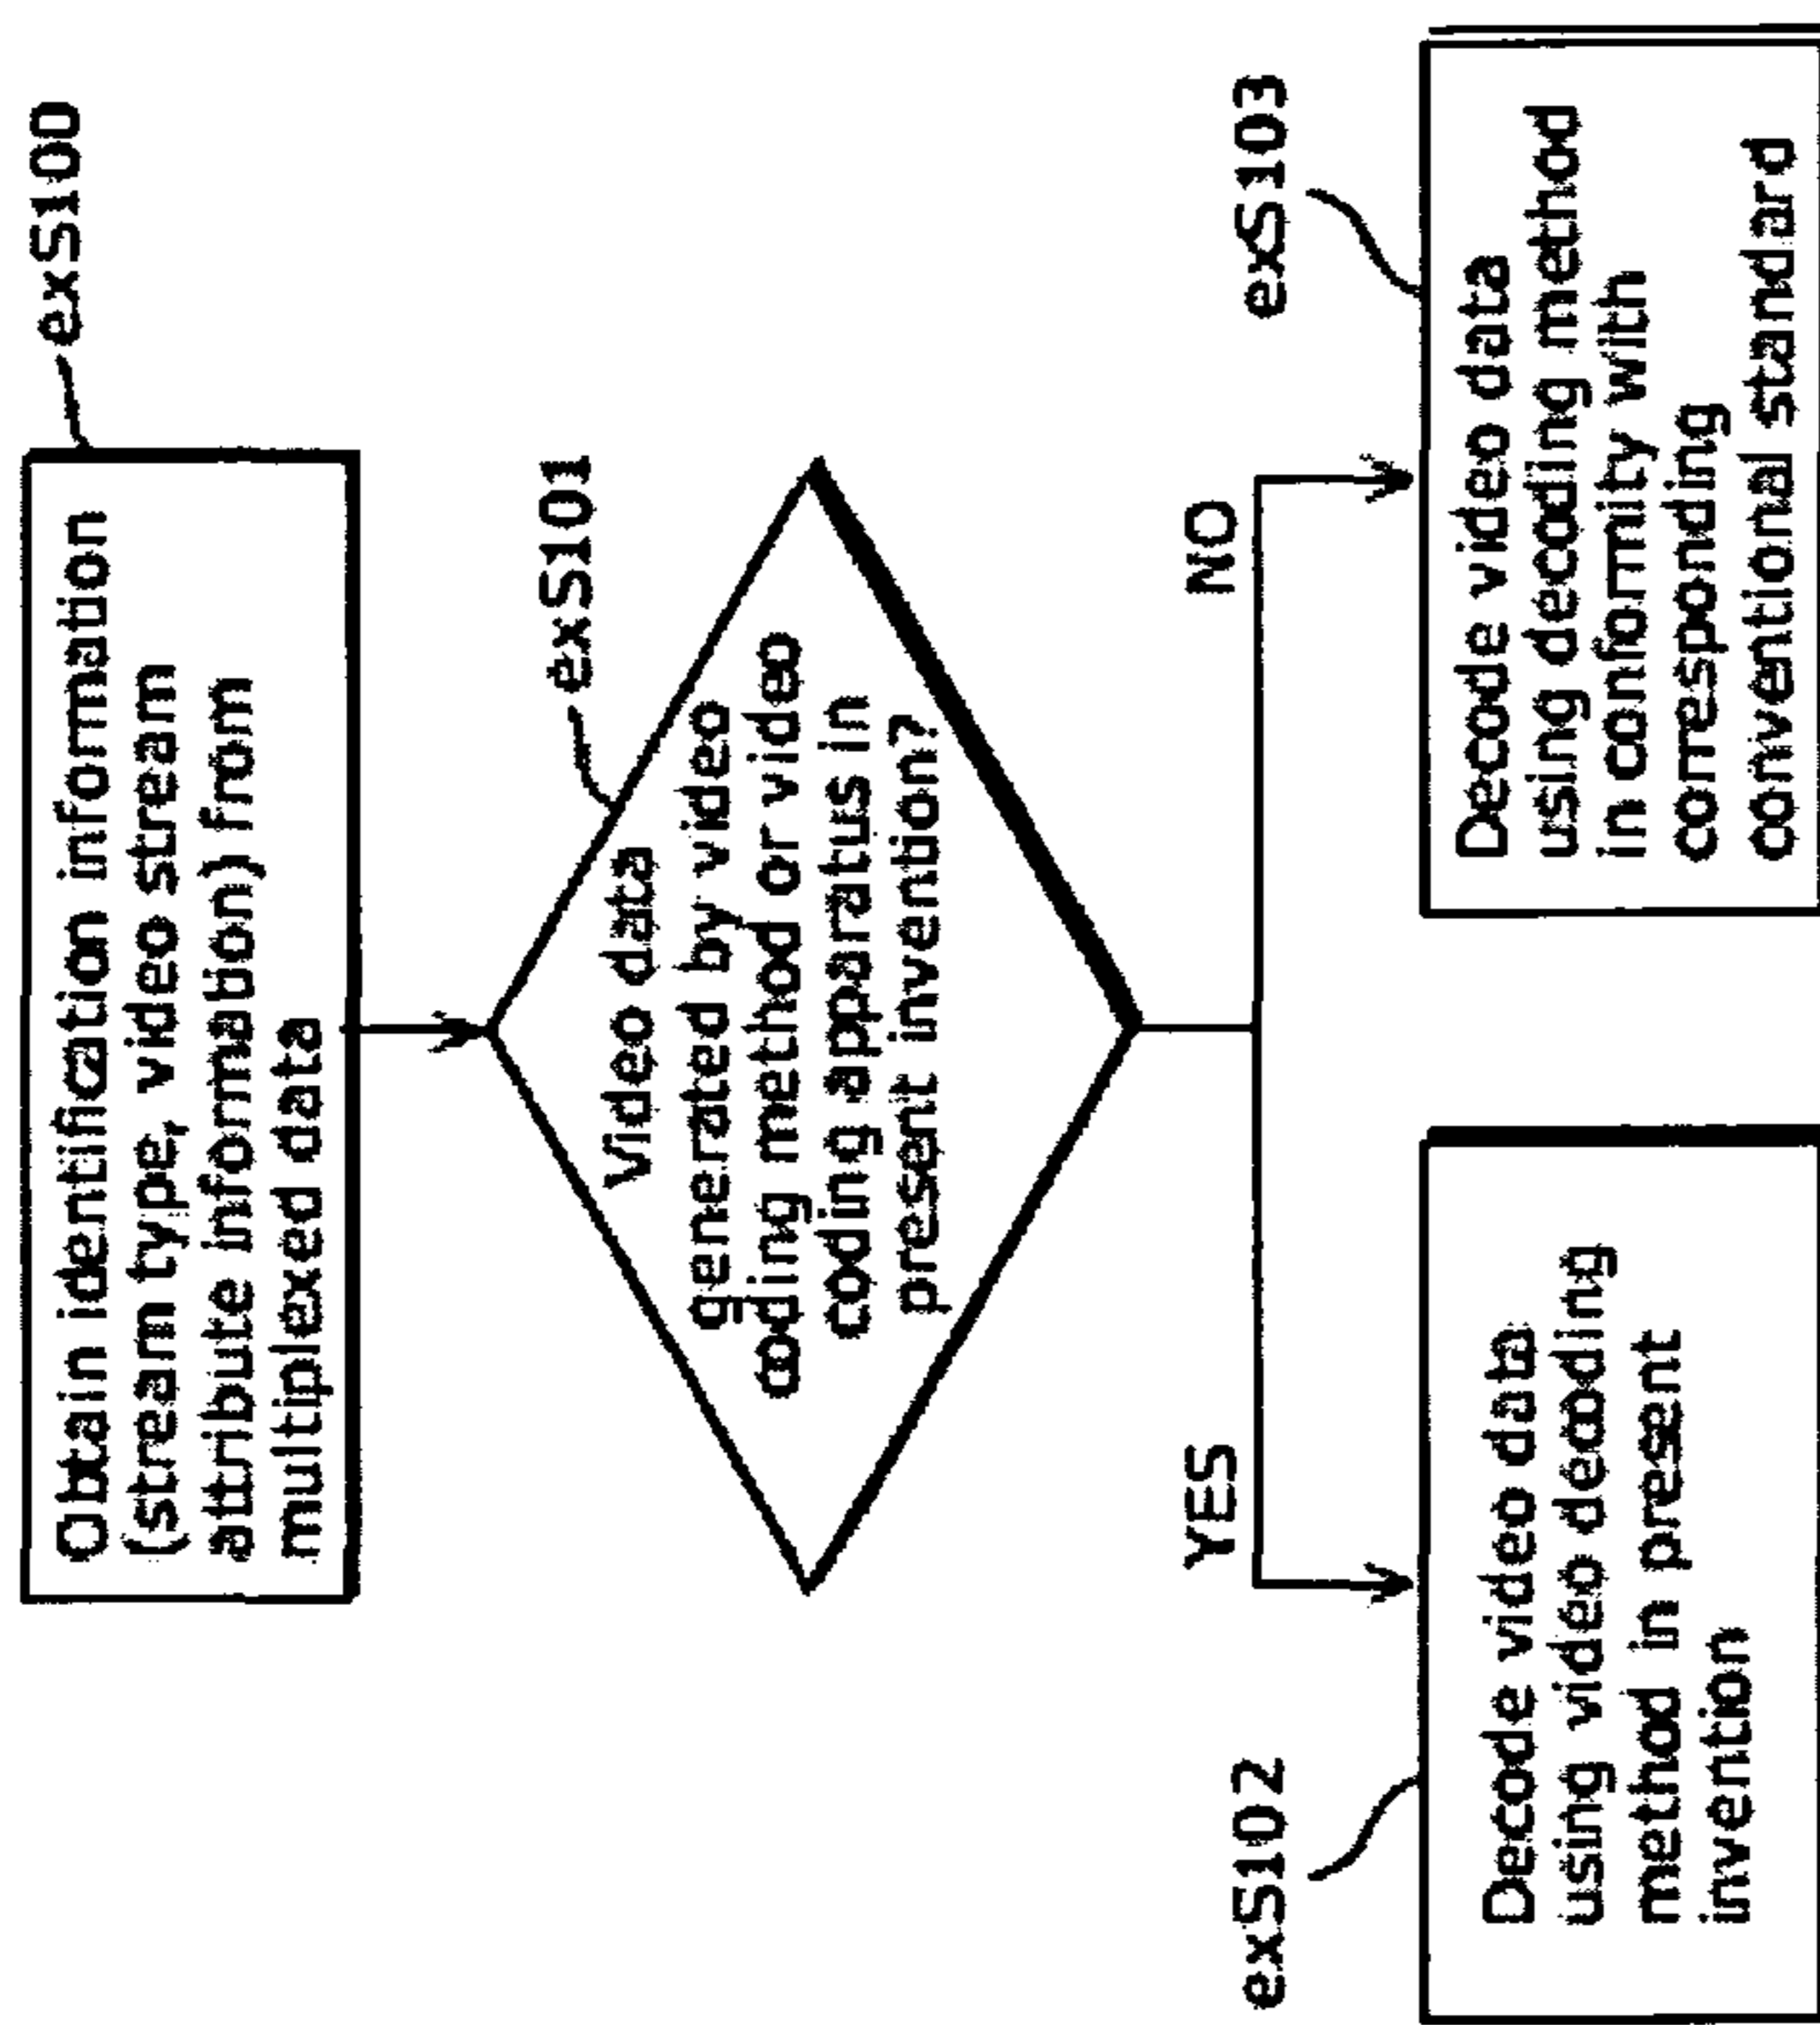 exS100
Obtain identification information
(stream type, video stream
attribute information) from
multiplexed data
exS101
Video data
generated by video
coding method or video
coding apparatus in
present invention?
YES
NO
exS102
Decode video data
using video decoding
method in present
invention
exS103
Decode video data
using decoding method
in conformity with
corresponding
conventional standard